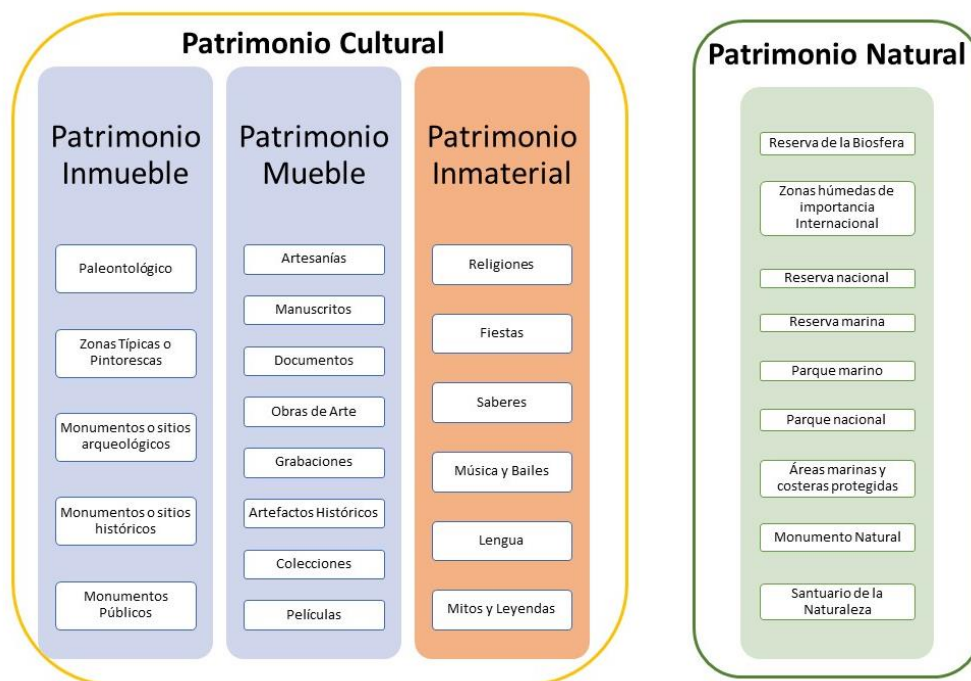 Patrimonio Cultural
Patrimonio
Inmueble
Paleontológico
Zonas Típicas o
Pintorescas
Monumentos o sitios
arqueológicos
Monumentos o sitios
históricos
Monumentos
Públicos
Patrimonio
Mueble
Artesanías
Manuscritos
Documentos
Obras de Arte
Grabaciones
Artefactos Históricos
Colecciones
Películas
Patrimonio
Inmaterial
Religiones
Fiestas
Saberes
Música y Bailes
Lengua
Mitos y Leyendas
Patrimonio Natural
Reserva de la Biosfera
Zonas húmedas de
importancia
Internacional
Reserva nacional
Reserva marina
Parque marino
Parque nacional
Áreas marinas y
costeras protegidas
Monumento Natural
Santuario de la
Naturaleza